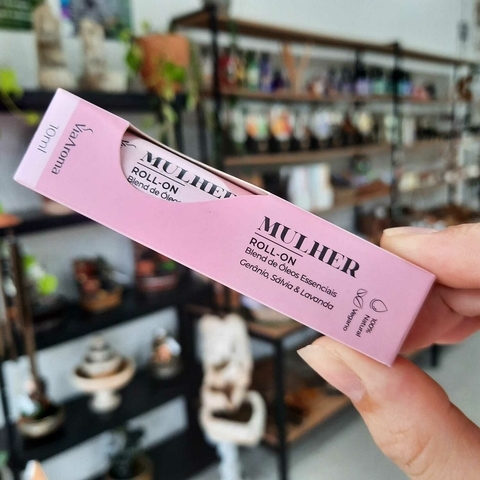 10ml
ViaAroma
MULHER
ROLL-ON
Blend de Óleos
MULHER
ROLL-ON
Blend de Óleos Essenciais
Gerânio, Sálvia & Lavanda
Vegano
100%
Natural